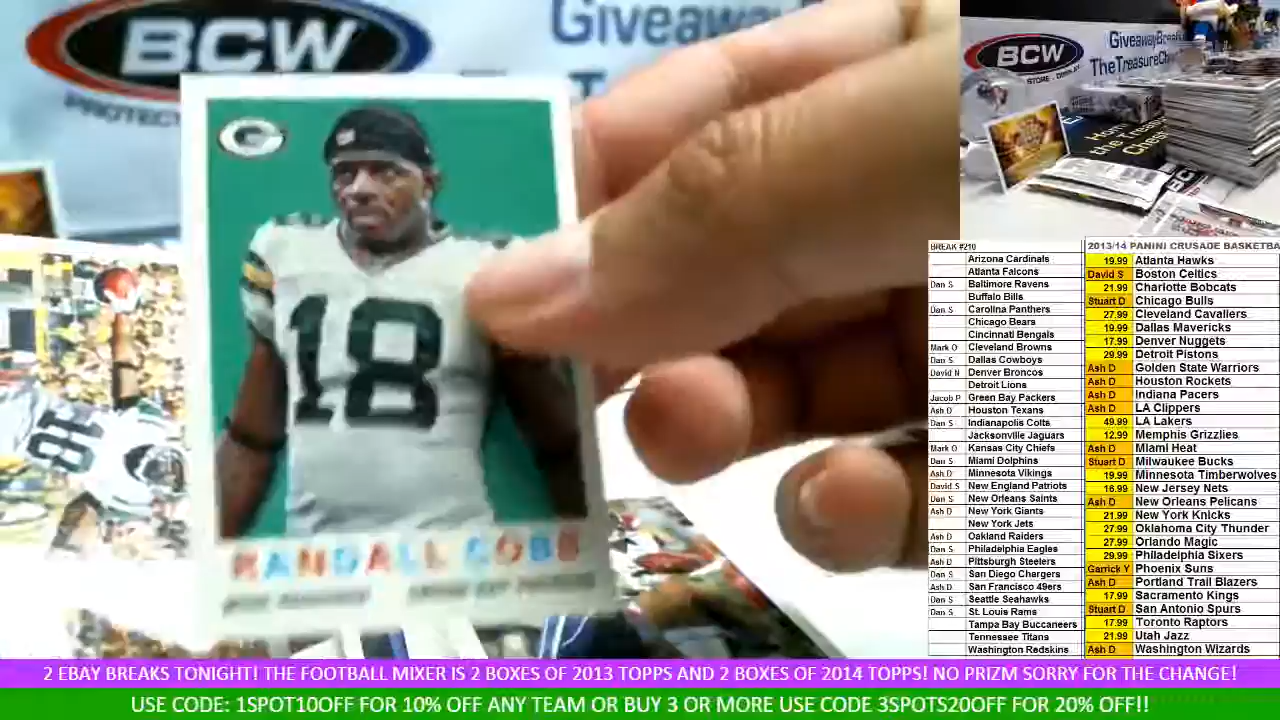 BCW
Giveaway
PROTECT
The T
G
18
RANDALL COBB
BCW
STORE - DISPLAY
GiveawayBreak
TheTreasureChe
BCW
BREAK #210
Arizona Cardinals
Atlanta Falcons
Dan S Baltimore Ravens
Buffalo Bills
Dan S Carolina Panthers
Chicago Bears
Cincinnati Bengals
Mark O Cleveland Browns
Dan S Dallas Cowboys
David N Denver Broncos
Detroit Lions
Jacob P Green Bay Packers
Ash D Houston Texans
Dan S Indianapolis Colts
Jacksonville Jaguars
Mark O Kansas City Chiefs
Dan S Miami Dolphins
Ash D Minnesota Vikings
David S New England Patriots
Dan S New Orleans Saints
Ash D New York Giants
New York Jets
Ash D Oakland Raiders
Dan S Philadelphia Eagles
Ash D Pittsburgh Steelers
Dan S San Diego Chargers
Ash D San Francisco 49ers
Dan S Seattle Seahawks
Dan S St. Louis Rams
Tampa Bay Buccaneers
Tennessee Titans
Washington Redskins
2013/14 PANINI CRUSADE BASKETBA
19.99 Atlanta Hawks
David S Boston Celtics
21.99 Charlotte Bobcats
Stuart D Chicago Bulls
27.99 Cleveland Cavaliers
19.99 Dallas Mavericks
17.99 Denver Nuggets
29.99 Detroit Pistons
Ash D Golden State Warriors
Ash D Houston Rockets
Ash D Indiana Pacers
Ash D LA Clippers
49.99 LA Lakers
12.99 Memphis Grizzlies
Ash D Miami Heat
Stuart D Milwaukee Bucks
19.99 Minnesota Timberwolves
16.99 New Jersey Nets
Ash D New Orleans Pelicans
21.99 New York Knicks
27.99 Oklahoma City Thunder
27.99 Orlando Magic
29.99 Philadelphia Sixers
Garrick Y Phoenix Suns
Ash D Portland Trail Blazers
17.99 Sacramento Kings
Stuart D San Antonio Spurs
17.99 Toronto Raptors
21.99 Utah Jazz
Ash D Washington Wizards
2 EBAY BREAKS TONIGHT! THE FOOTBALL MIXER IS 2 BOXES OF 2013 TOPPS AND 2 BOXES OF 2014 TOPPS! NO PRIZM SORRY FOR THE CHANGE!
USE CODE: 1SPOT10OFF FOR 10% OFF ANY TEAM OR BUY 3 OR MORE USE CODE 3SPOTS20OFF FOR 20% OFF!!